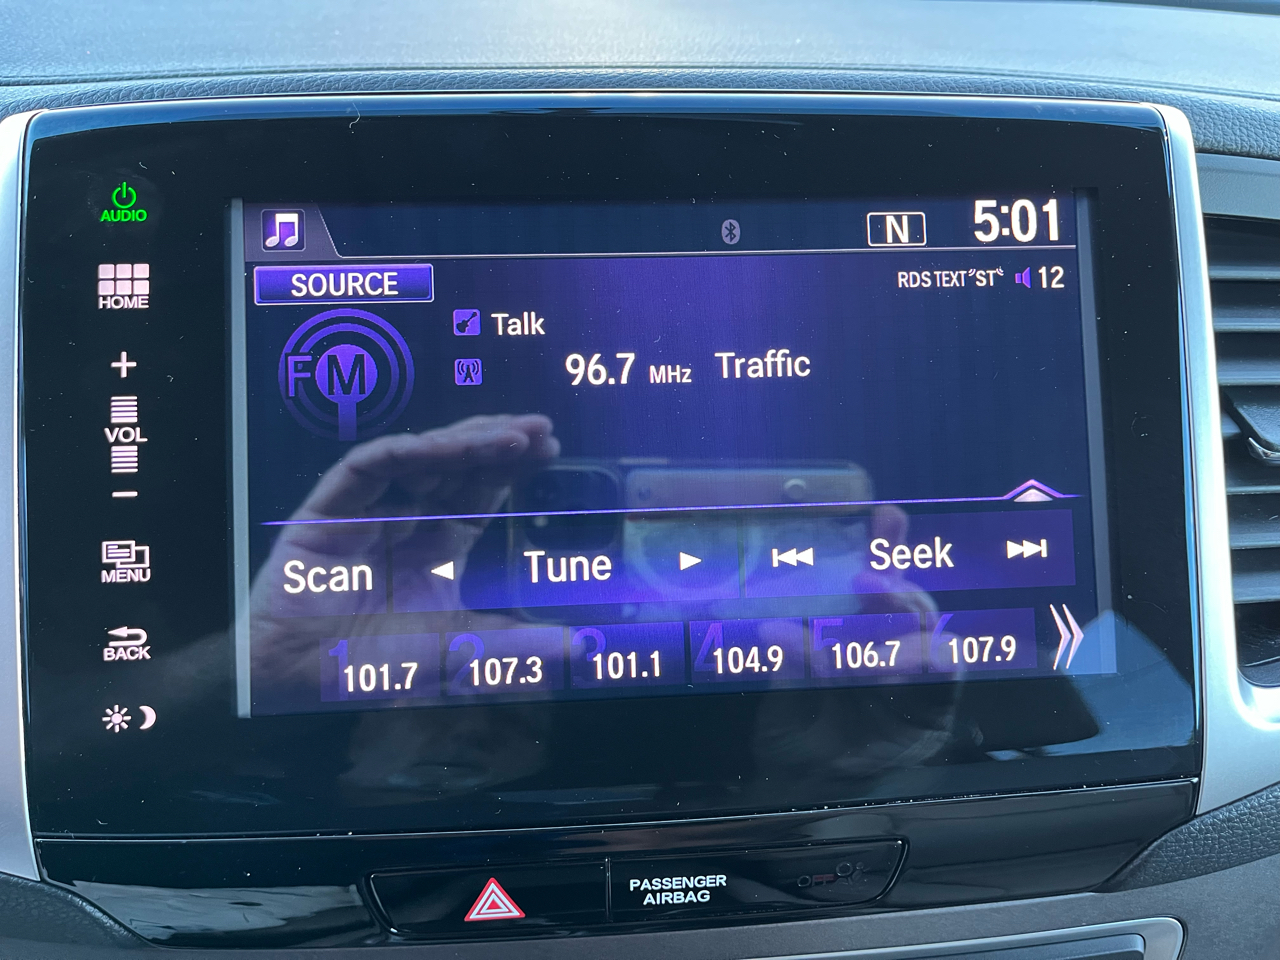 AUDIO
HOME
VOL
MENU
BACK
N 5:01
SOURCE
RDS TEXT "ST" 12
FM
Talk
96.7 MHz Traffic
Scan Tune Seek
1 2 3 4 5 6
101.7 107.3 101.1 104.9 106.7 107.9
PASSENGER
AIRBAG
OFF